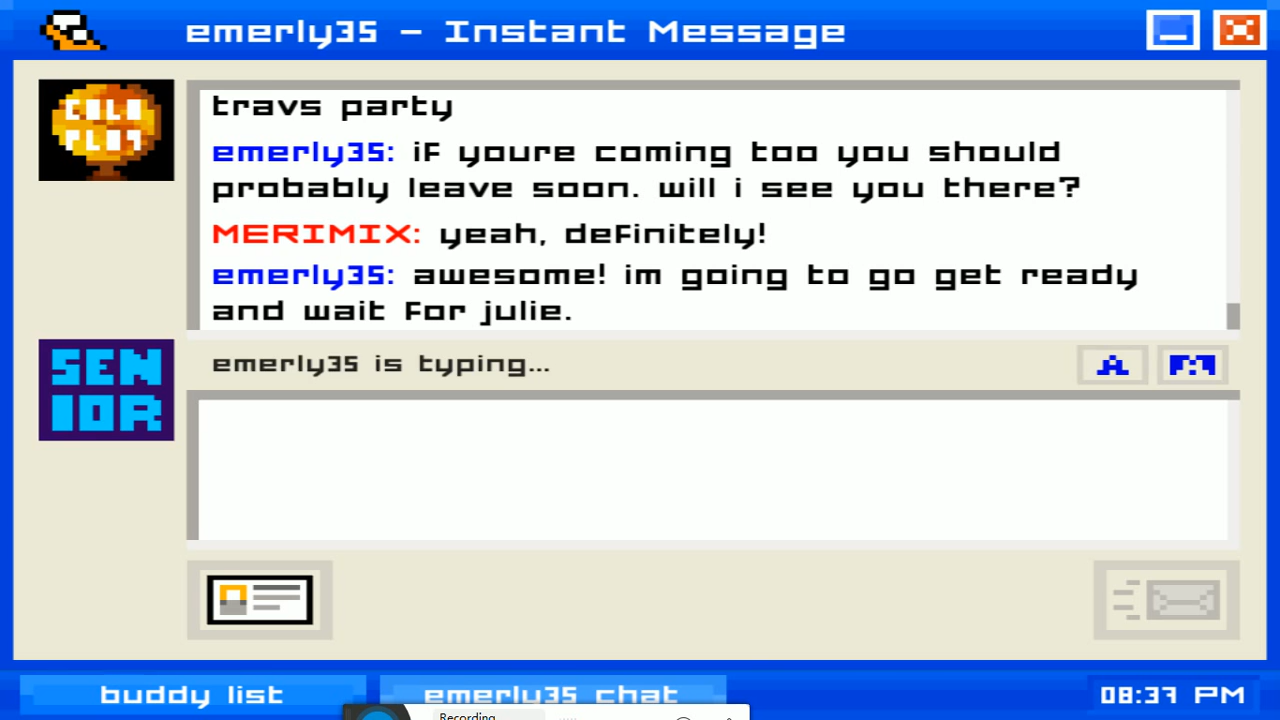 emerly35 - Instant Message
COLD
PLAY
travs party
emerly35: iF youre coming too you should
probably leave soon. will i see you there?
MERIMIX: yeah, deFinitely!
emerly35: awesome! im going to go get ready
and wait For julie.
SEN
IOR
emerly35 is typing...
A
buddy list
emerly35 chat
08:37 PM
Recording